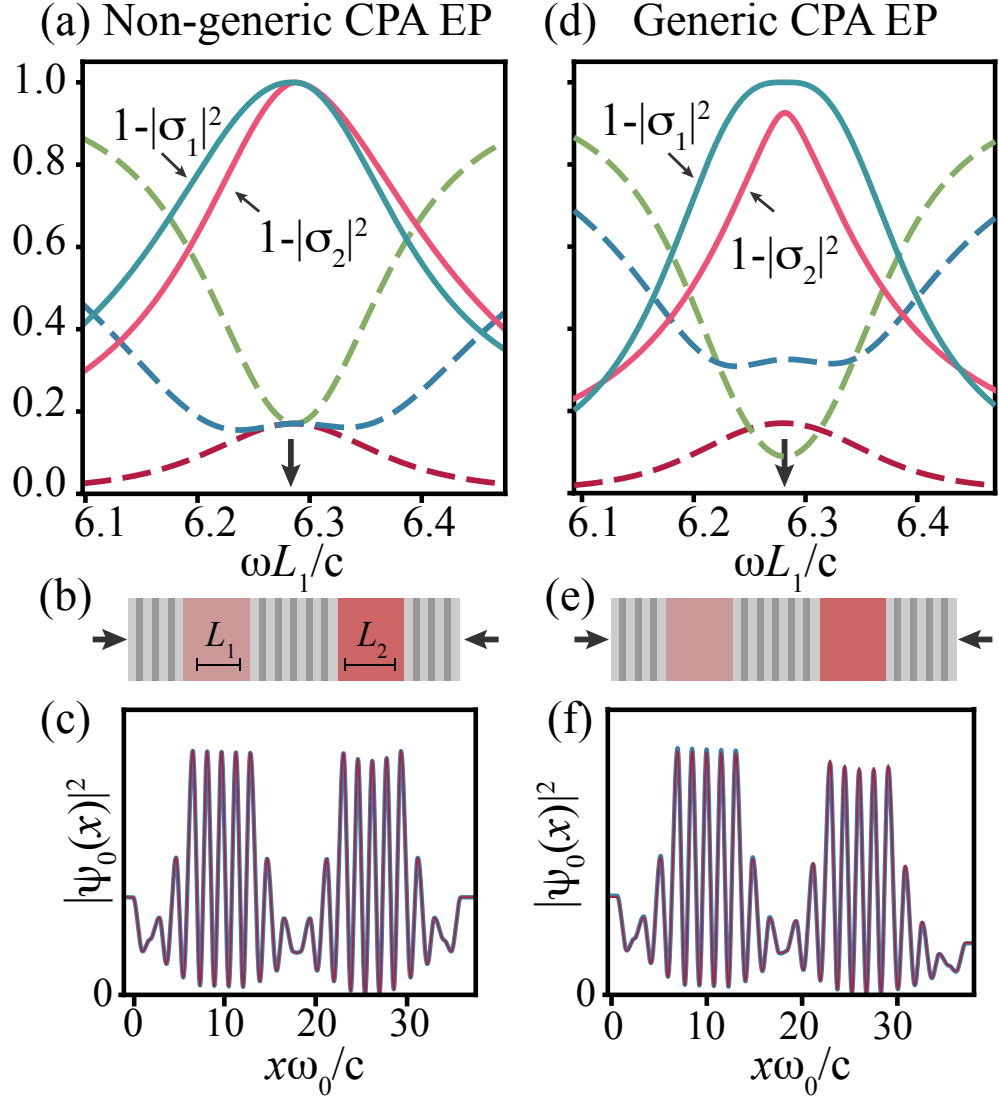 (a) Non-generic CPA EP
1.0
0.8
0.6
0.4
0.2
0.0
1-|σ₁|²
1-|σ₂|²
6.1 6.2 6.3 6.4
ωL₁/c
(b)
L₁ L₂
(c)
|ψ₀(x)|²
0
0 10 20 30
xω₀/c
(d) Generic CPA EP
1-|σ₁|²
1-|σ₂|²
6.1 6.2 6.3 6.4
ωL₁/c
(e)
(f)
|ψ₀(x)|²
0
0 10 20 30
xω₀/c